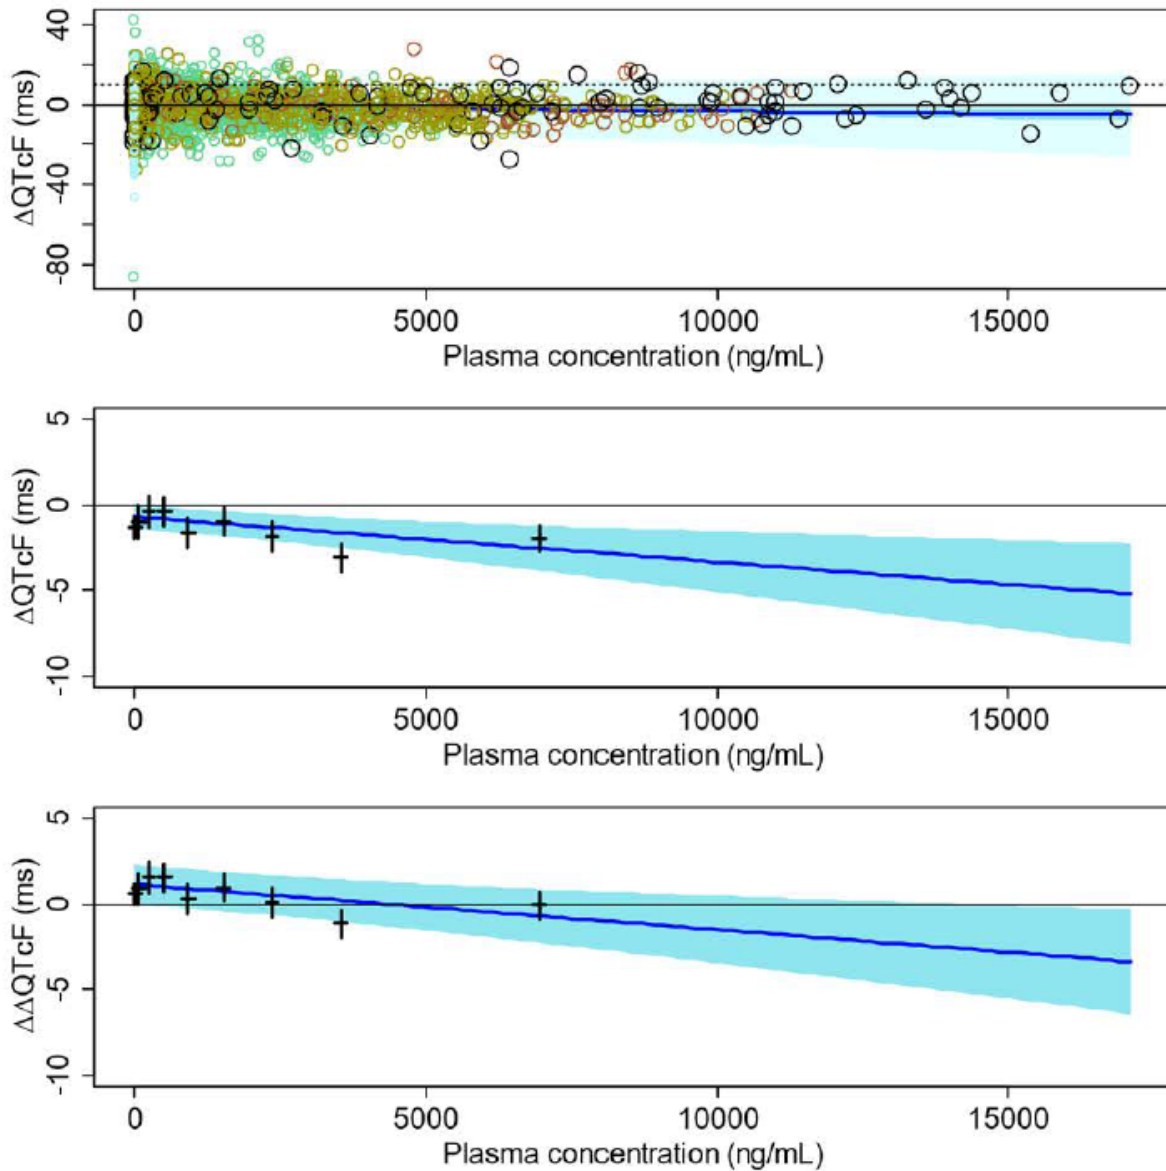 40
0
-40
-80
ΔQTcF (ms)
0 5000 10000 15000
Plasma concentration (ng/mL)
5
0
-5
-10
ΔQTcF (ms)
0 5000 10000 15000
Plasma concentration (ng/mL)
5
0
-5
-10
ΔΔQTcF (ms)
0 5000 10000 15000
Plasma concentration (ng/mL)